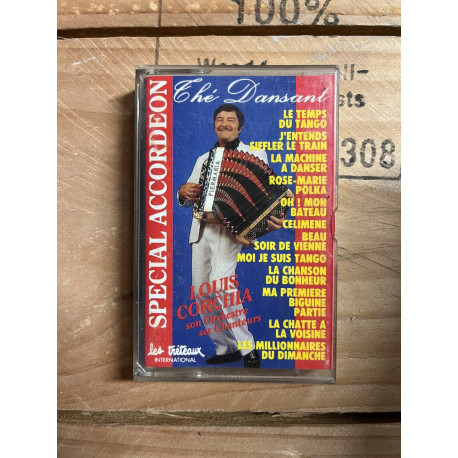 100%
SPECIAL ACCORDEON
Thé Dansant
LE TEMPS
DU TANGO
J'ENTENDS
SIFFLER LE TRAIN
LA MACHINE
A DANSER
ROSE-MARIE
POLKA
OH ! MON
BATEAU
CELIMENE
BEAU
SOIR DE VIENNE
MOI JE SUIS TANGO
LA CHANSON
DU BONHEUR
MA PREMIERE
BIGUINE
PARTIE
LA CHATTE A
LA VOISINE
LES MILLIONNAIRES
DU DIMANCHE
PIERMARIA
LOUIS
CORCHIA
son Orchestre
ses Chanteurs
les tréteaux
INTERNATIONAL
308